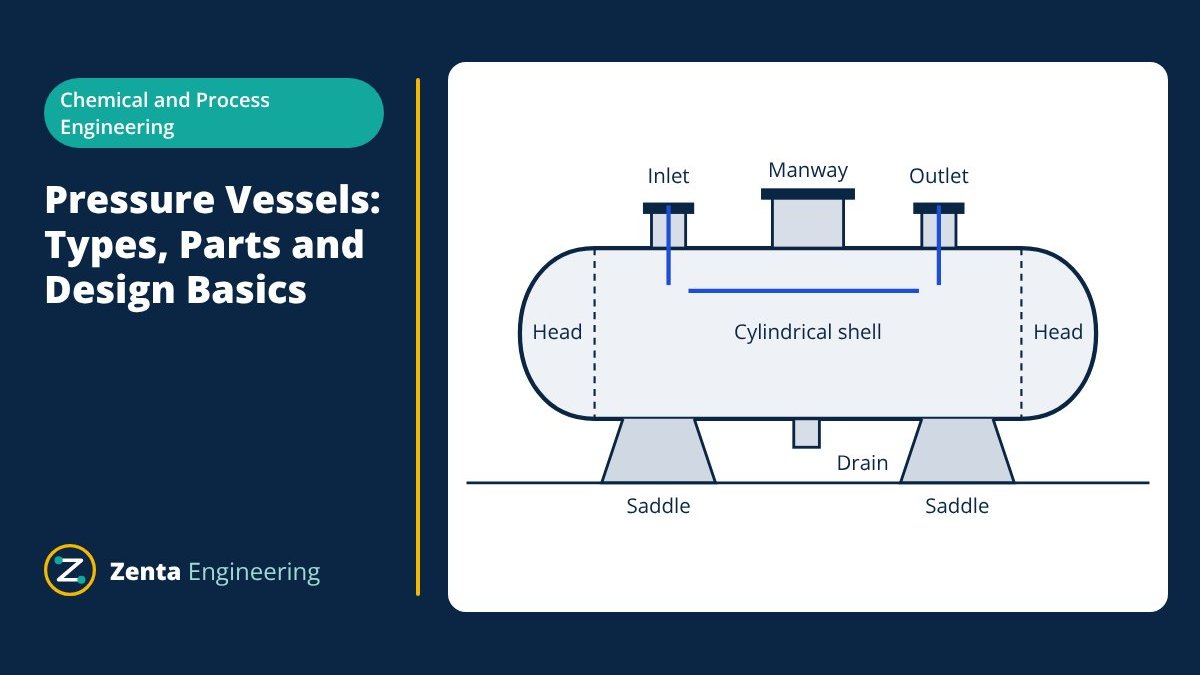 Chemical and Process
Engineering
Pressure Vessels:
Types, Parts and
Design Basics
Zenta Engineering
Inlet
Manway
Outlet
Head
Cylindrical shell
Head
Drain
Saddle
Saddle